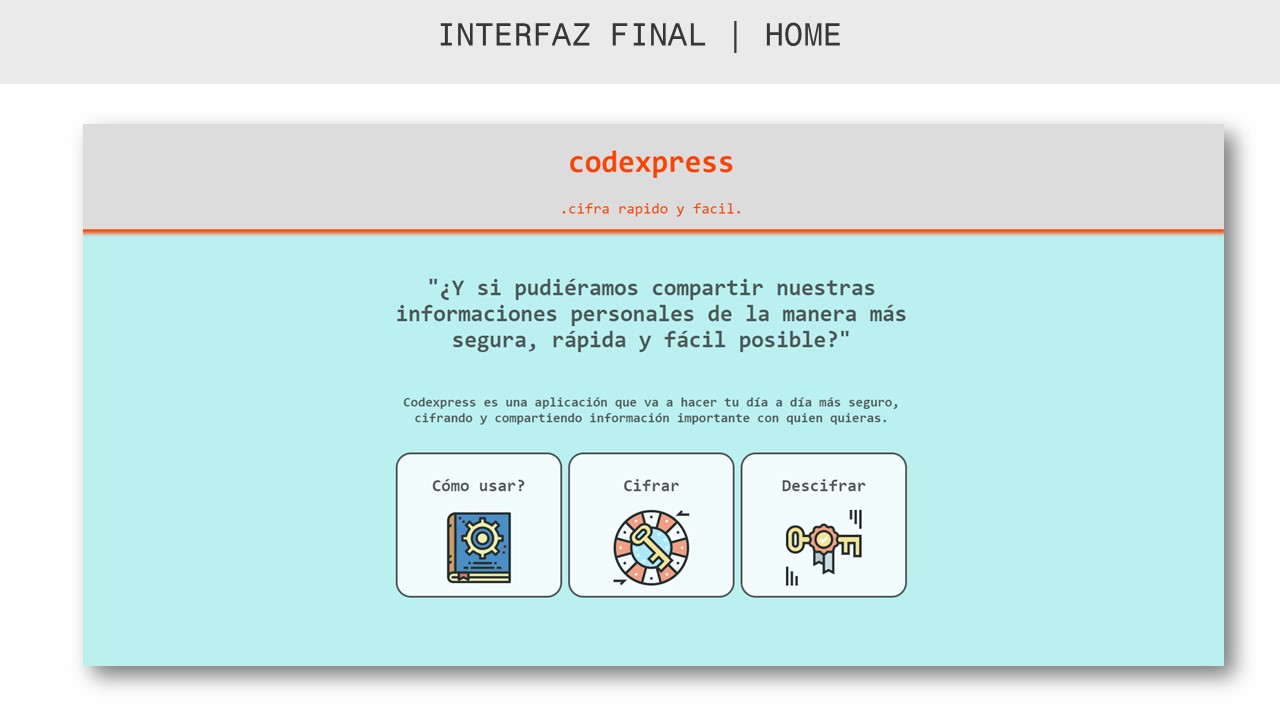 INTERFAZ FINAL | HOME
codexpress
.cifra rapido y facil.
"¿Y si pudiéramos compartir nuestras
informaciones personales de la manera más
segura, rápida y fácil posible?"
Codexpress es una aplicación que va a hacer tu día a día más seguro,
cifrando y compartiendo información importante con quien quieras.
Cómo usar?
Cifrar
Descifrar